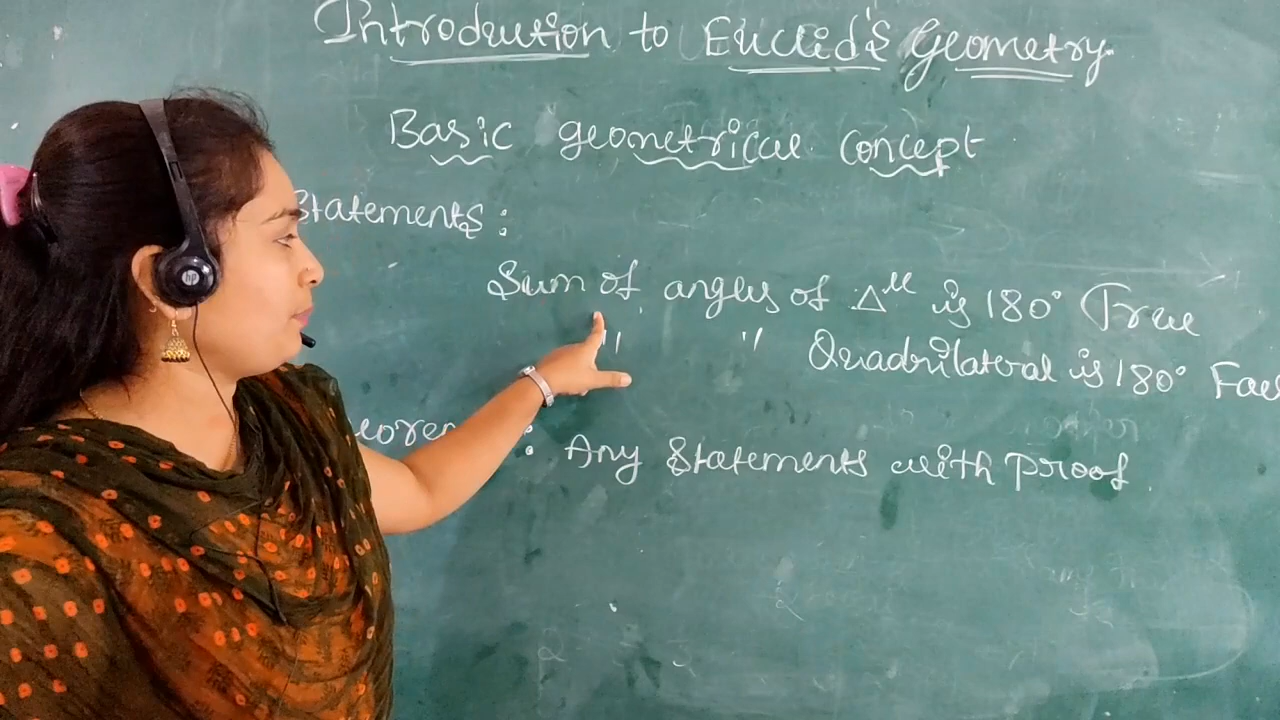 Introduction to Euclid's Geometry.
Basic geometrical concept
Statements :
Sum of angles of Δle is 180° True
" " Quadrilateral is 180°
: Any Statements with proof.
hp